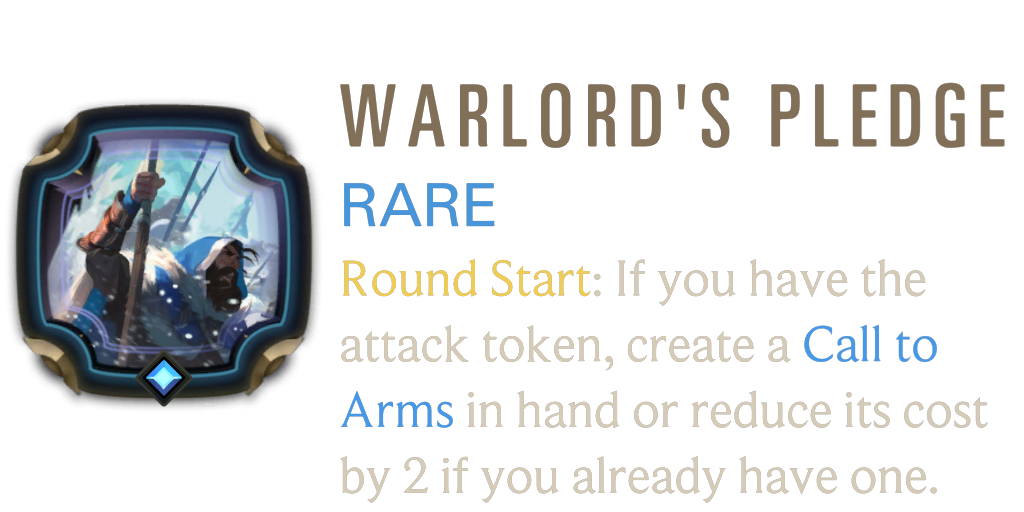 WARLORD'S PLEDGE
RARE
Round Start: If you have the
attack token, create a Call to
Arms in hand or reduce its cost
by 2 if you already have one.